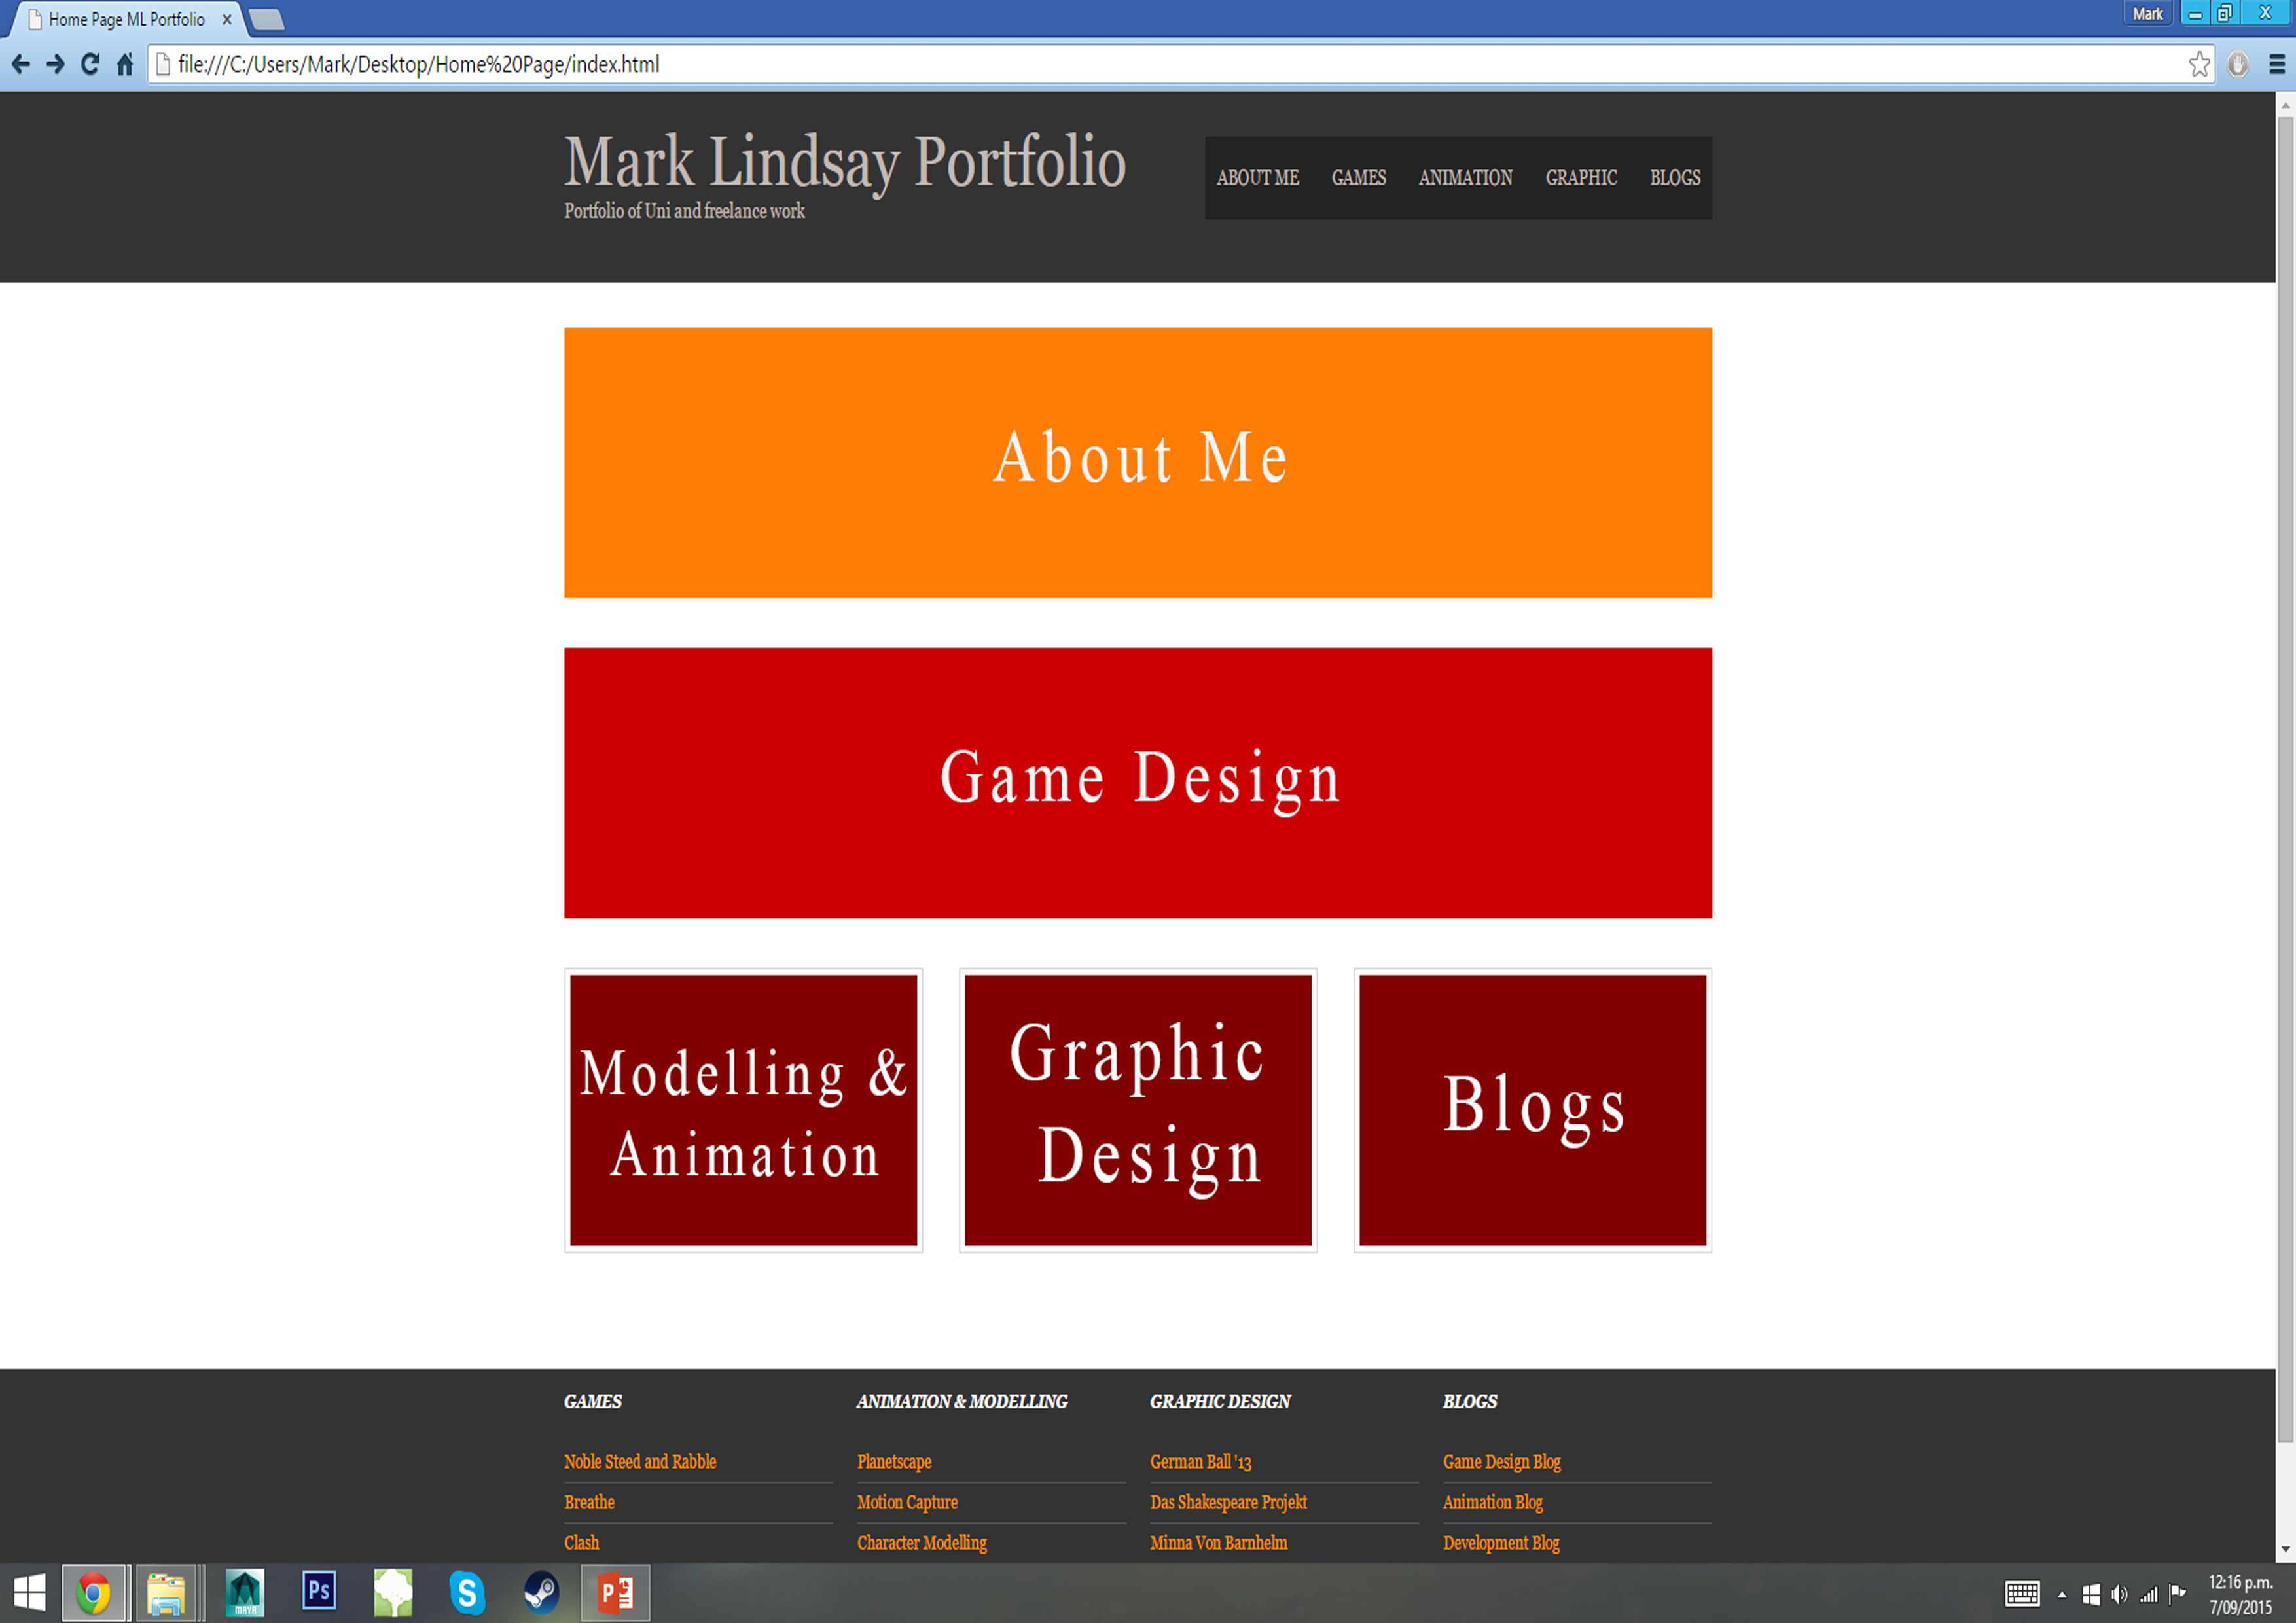 Home Page ML Portfolio
Mark
file:///C:/Users/Mark/Desktop/Home%20Page/index.html
Mark Lindsay Portfolio
Portfolio of Uni and freelance work
ABOUT ME GAMES ANIMATION GRAPHIC BLOGS
About Me
Game Design
Modelling &
Animation
Graphic
Design
Blogs
GAMES ANIMATION & MODELLING GRAPHIC DESIGN BLOGS
Noble Steed and Rabble Planetscape German Ball '13 Game Design Blog
Breathe Motion Capture Das Shakespeare Projekt Animation Blog
Clash Character Modelling Minna Von Barnhelm Development Blog
MAYA Ps S P
12:16 p.m.
7/09/2015